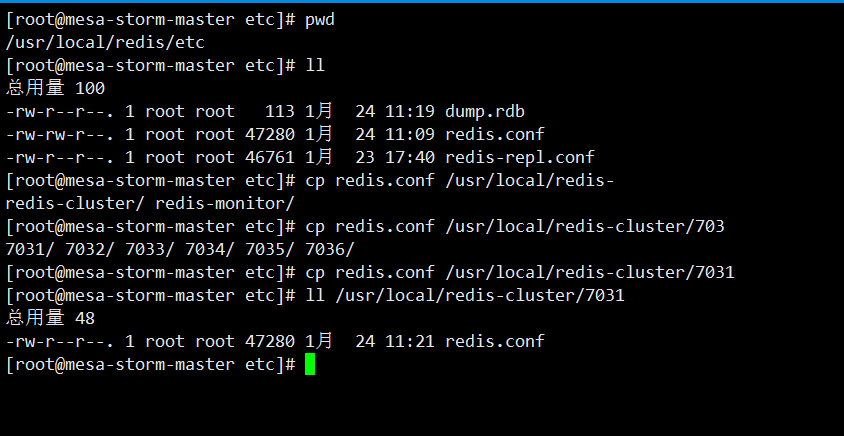 [root@mesa-storm-master etc]# pwd
/usr/local/redis/etc
[root@mesa-storm-master etc]# ll
总用量 100
-rw-r--r--. 1 root root   113 1月  24 11:19 dump.rdb
-rw-rw-r--. 1 root root 47280 1月  24 11:09 redis.conf
-rw-r--r--. 1 root root 46761 1月  23 17:40 redis-repl.conf
[root@mesa-storm-master etc]# cp redis.conf /usr/local/redis-
redis-cluster/ redis-monitor/
[root@mesa-storm-master etc]# cp redis.conf /usr/local/redis-cluster/703
7031/ 7032/ 7033/ 7034/ 7035/ 7036/
[root@mesa-storm-master etc]# cp redis.conf /usr/local/redis-cluster/7031
[root@mesa-storm-master etc]# ll /usr/local/redis-cluster/7031
总用量 48
-rw-r--r--. 1 root root 47280 1月  24 11:21 redis.conf
[root@mesa-storm-master etc]#